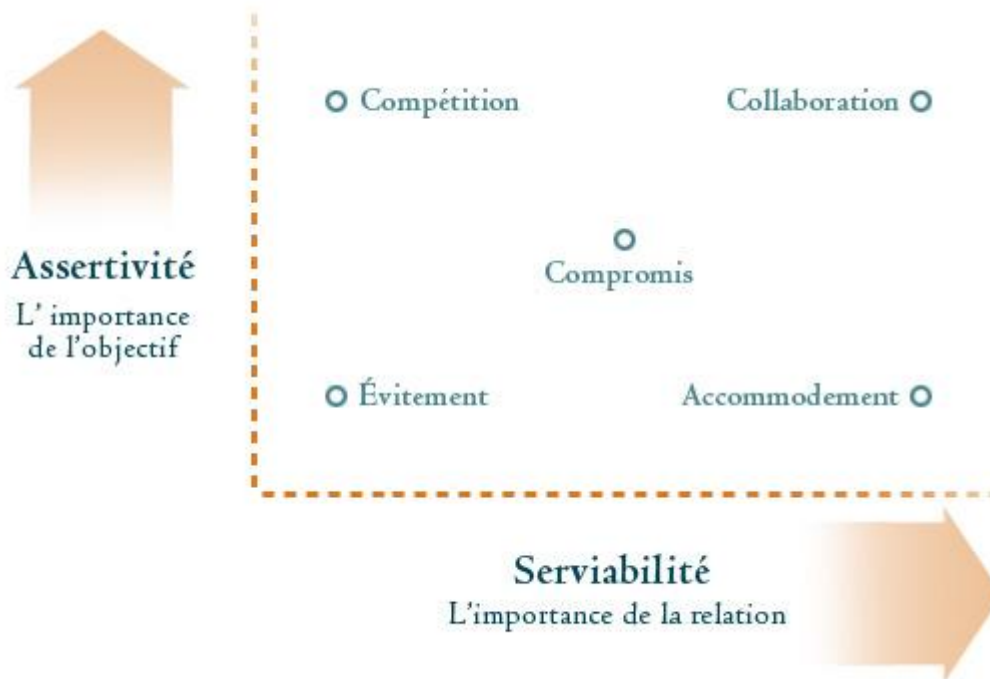 Compétition
Collaboration
Assertivité
L' importance
de l'objectif
Compromis
Évitement
Accommodement
Serviabilité
L'importance de la relation